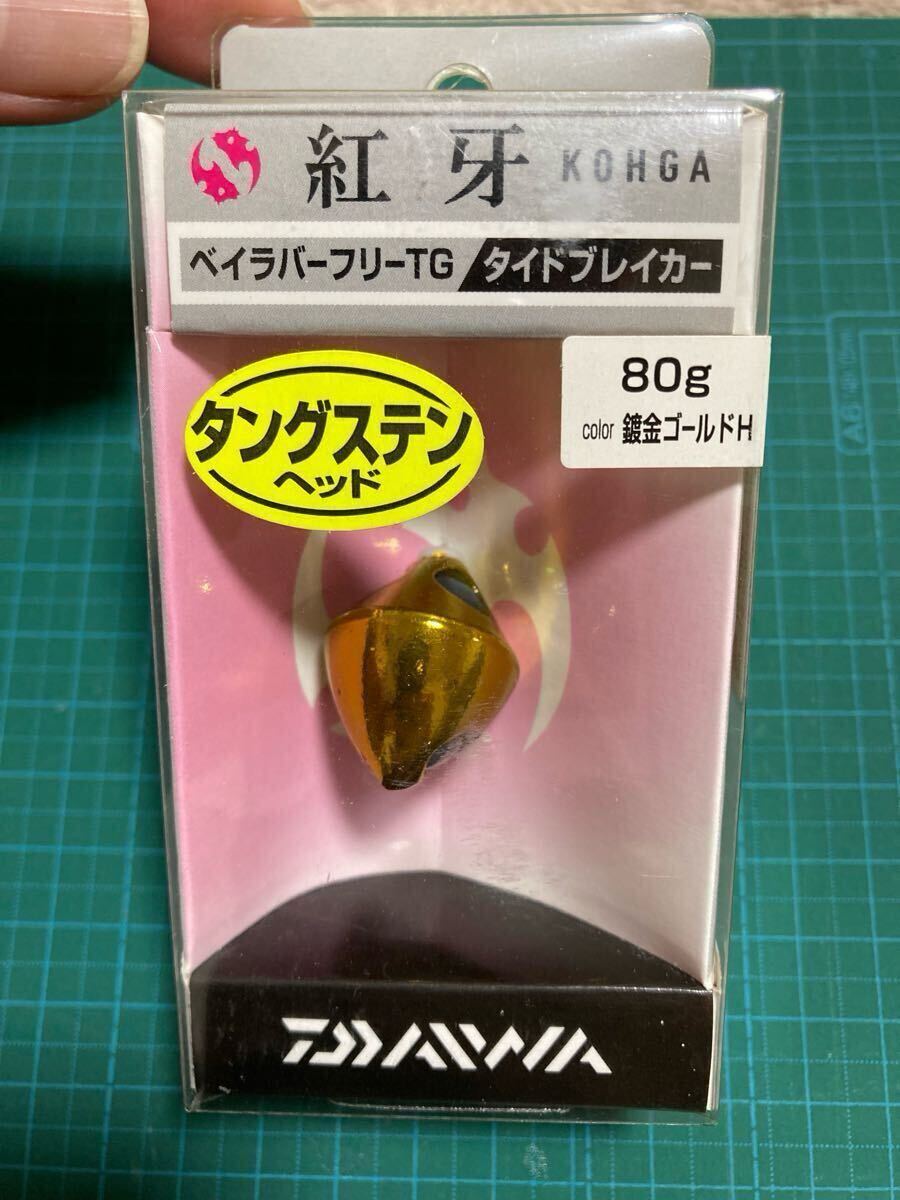 紅牙 KOHGA
ベイラバーフリーTG タイドブレイカー
80g
color 鍍金ゴールドH
タングステン
ヘッド
DAIWA